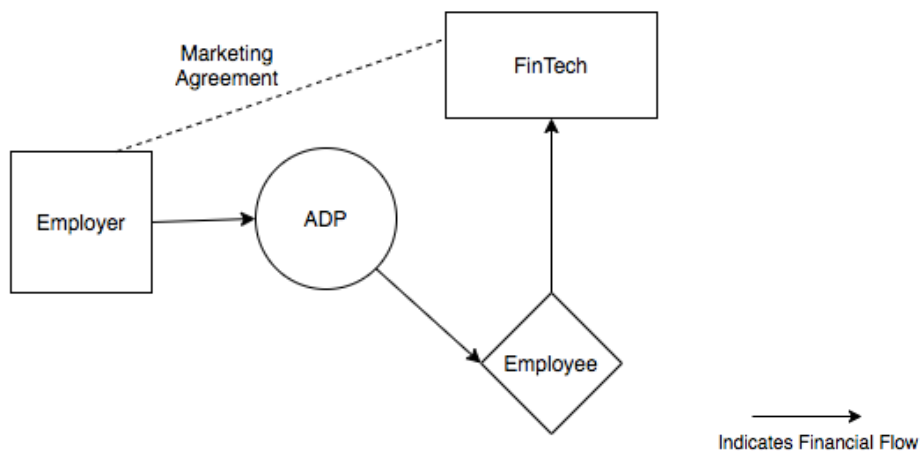 Marketing
Agreement
FinTech
Employer
ADP
Employee
Indicates Financial Flow